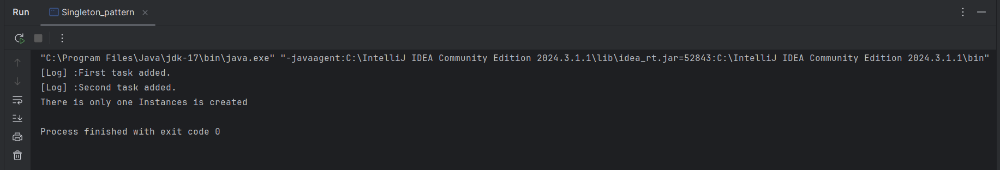 Run
Singleton_pattern
"C:\Program Files\Java\jdk-17\bin\java.exe" "-javaagent:C:\IntelliJ IDEA Community Edition 2024.3.1.1\lib\idea_rt.jar=52843:C:\IntelliJ IDEA Community Edition 2024.3.1.1\bin"
[Log] :First task added.
[Log] :Second task added.
There is only one Instances is created
Process finished with exit code 0